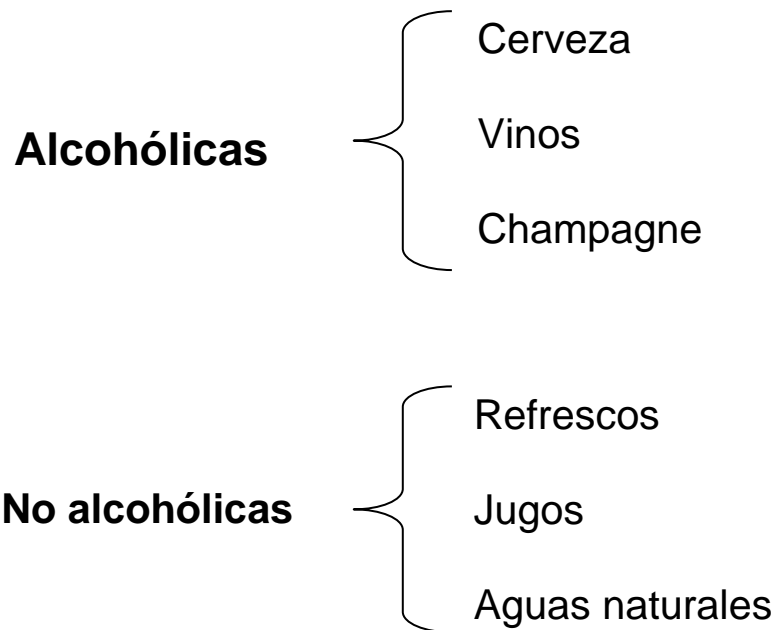 Cerveza
Alcohólicas
Vinos
Champagne
Refrescos
No alcohólicas
Jugos
Aguas naturales